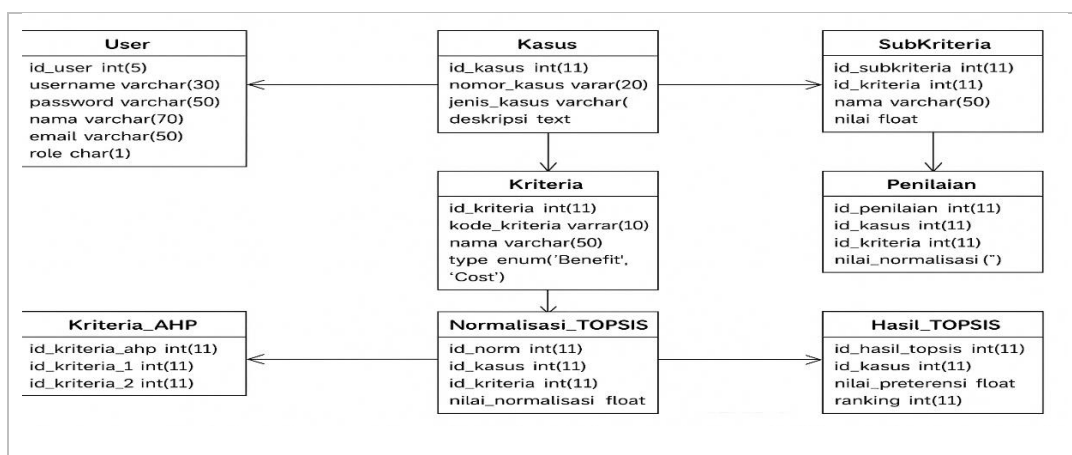 User
id_user int(5)
username varchar(30)
password varchar(50)
nama varchar(70)
email varchar(50)
role char(1)
Kasus
id_kasus int(11)
nomor_kasus varar(20)
jenis_kasus varchar(
deskripsi text
SubKriteria
id_subkriteria int(11)
id_kriteria int(11)
nama varchar(50)
nilai float
Kriteria
id_kriteria int(11)
kode_kriteria varrar(10)
nama varchar(50)
type enum('Benefit',
‘Cost’)
Penilaian
id_penilaian int(11)
id_kasus int(11)
id_kriteria int(11)
nilai_normalisasi (”)
Kriteria_AHP
id_kriteria_ahp int(11)
id_kriteria_1 int(11)
id_kriteria_2 int(11)
Normalisasi_TOPSIS
id_norm int(11)
id_kasus int(11)
id_kriteria int(11)
nilai_normalisasi float
Hasil_TOPSIS
id_hasil_topsis int(11)
id_kasus int(11)
nilai_preterensi float
ranking int(11)